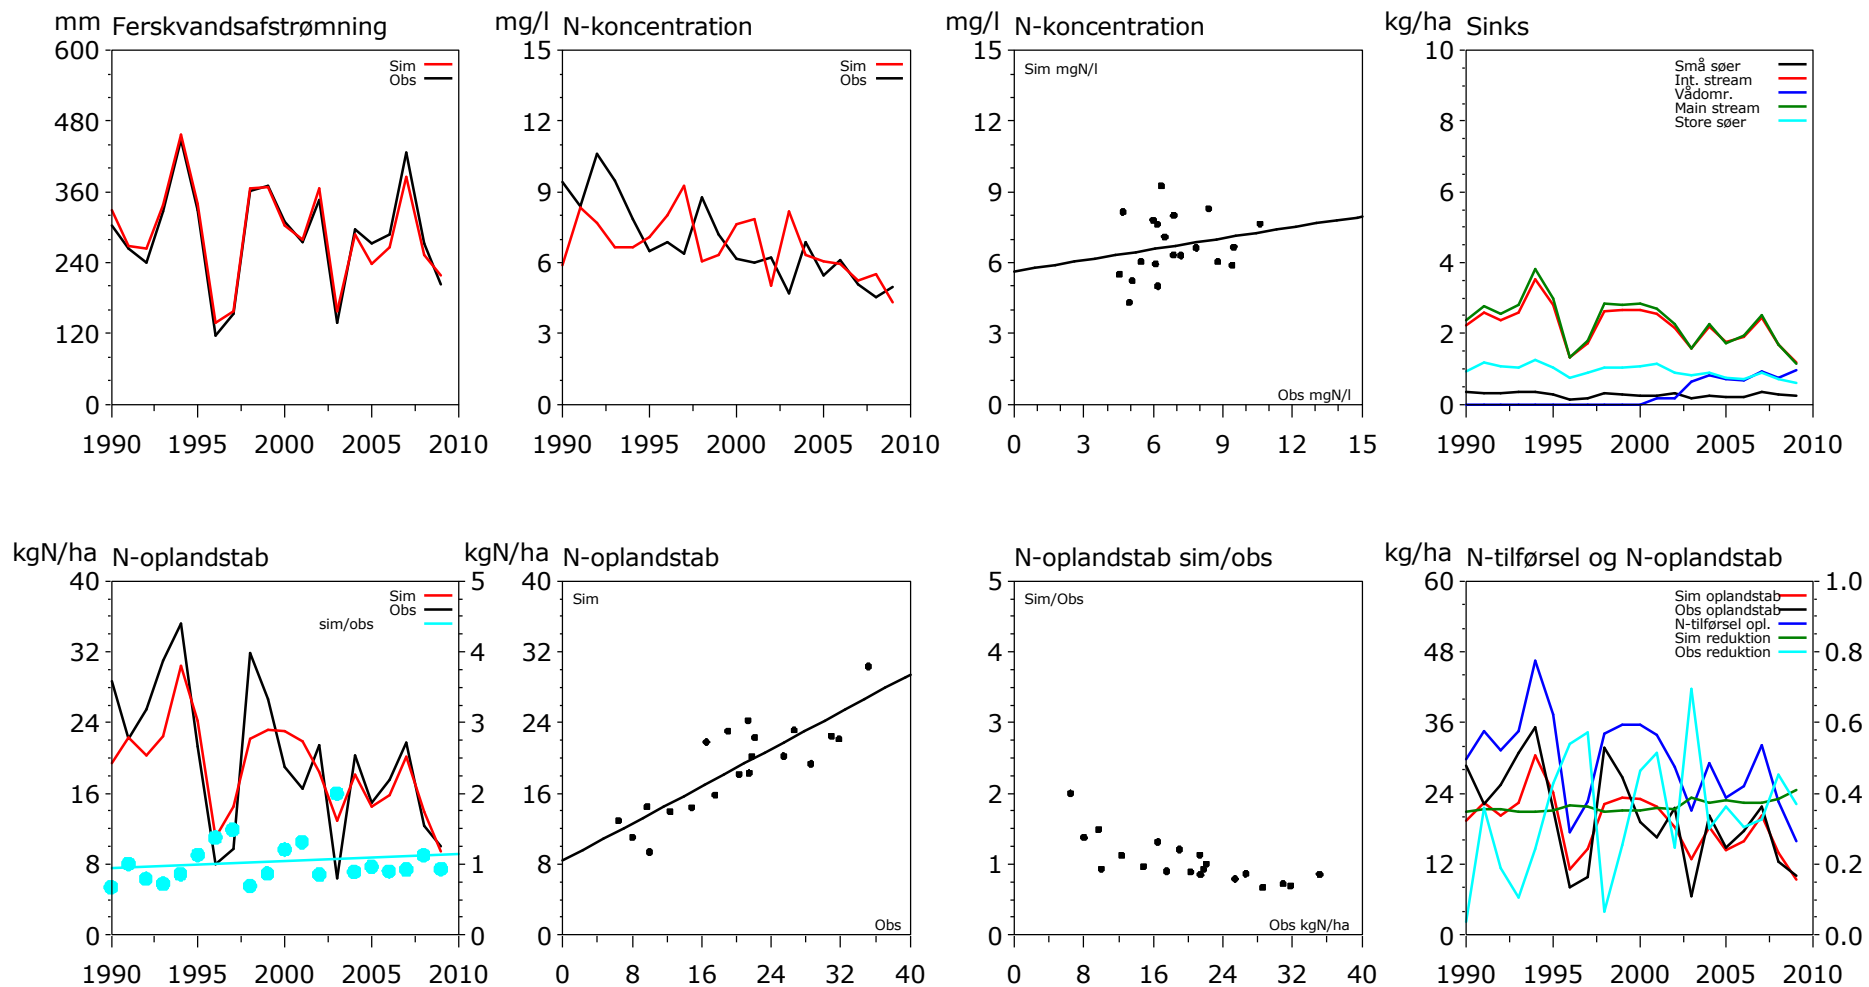 mm Ferskvandsafstrømning
600
480
360
240
120
0
1990 1995 2000 2005 2010
Sim
Obs
mg/l N-koncentration
15
12
9
6
3
0
1990 1995 2000 2005 2010
Sim
Obs
mg/l N-koncentration
15
12
9
6
3
0
0 3 6 9 12 15
Sim mgN/l
Obs mgN/l
kg/ha Sinks
10
8
6
4
2
0
1990 1995 2000 2005 2010
Små søer
Int. stream
Vådomr.
Main stream
Store søer
kgN/ha N-oplandstab
40
32
24
16
8
0
5
4
3
2
1
0
1990 1995 2000 2005 2010
Sim
Obs
sim/obs
kgN/ha N-oplandstab
40
32
24
16
8
0
0 8 16 24 32 40
Sim
Obs
N-oplandstab sim/obs
5
4
3
2
1
0
0 8 16 24 32 40
Sim/Obs
Obs kgN/ha
kg/ha N-tilførsel og N-oplandstab
60
48
36
24
12
0
1.0
0.8
0.6
0.4
0.2
0.0
1990 1995 2000 2005 2010
Sim oplandstab
Obs oplandstab
N-tilførsel opl.
Sim reduktion
Obs reduktion